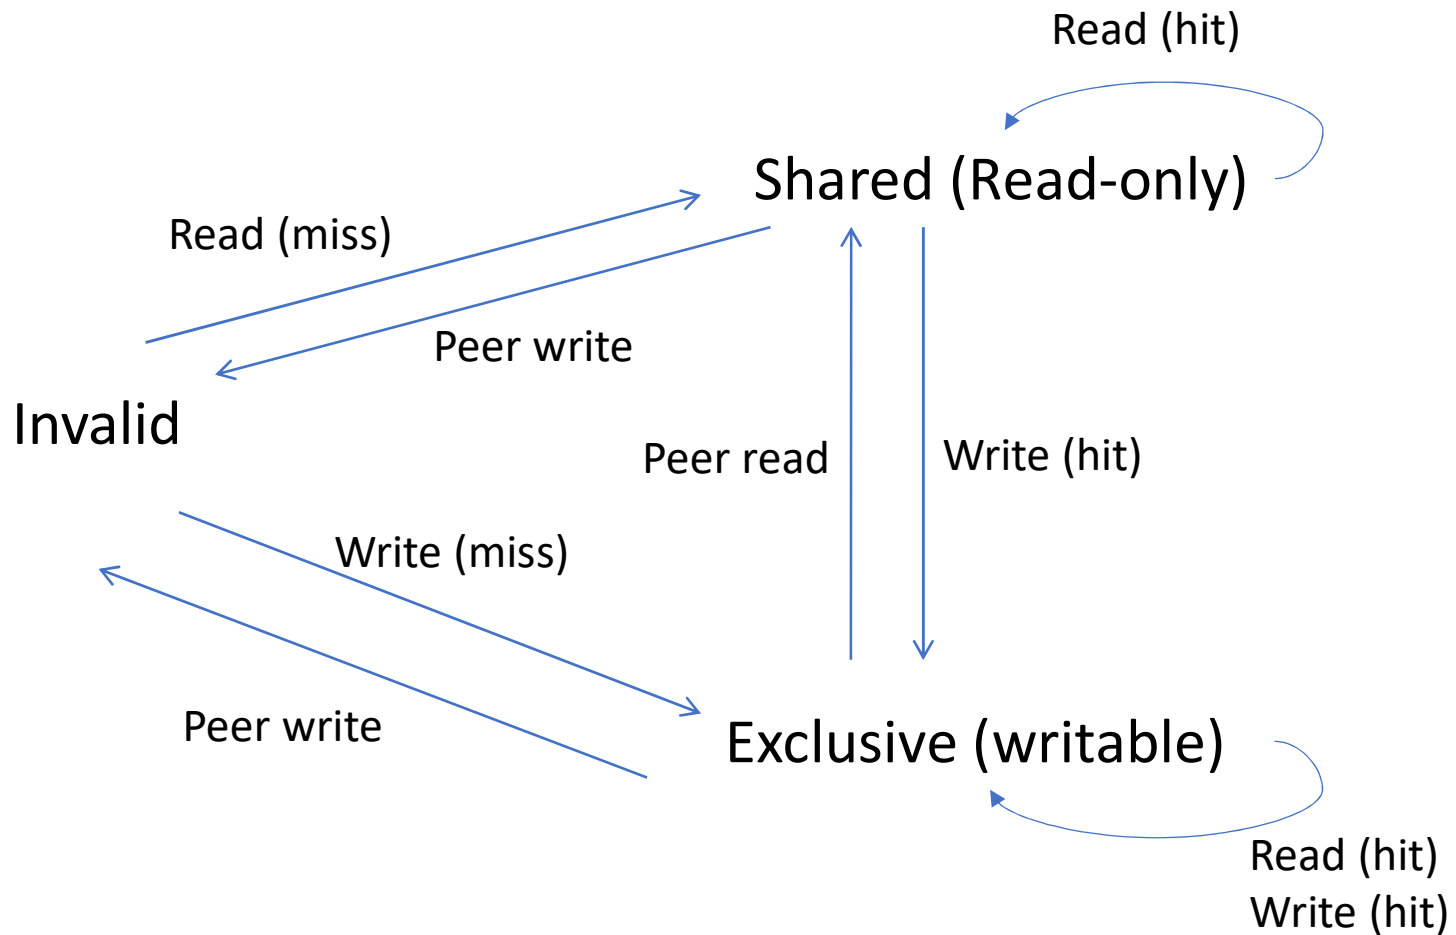 Read (hit)
Shared (Read-only)
Read (miss)
Peer write
Invalid
Peer read
Write (hit)
Write (miss)
Peer write
Exclusive (writable)
Read (hit)
Write (hit)